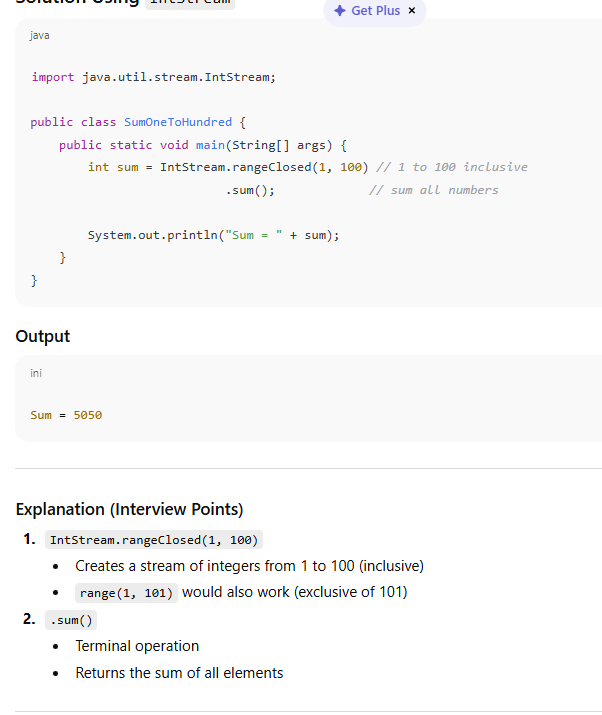 Solution Using IntStream
Get Plus ×
java
import java.util.stream.IntStream;
public class SumOneToHundred {
public static void main(String[] args) {
int sum = IntStream.rangeClosed(1, 100) // 1 to 100 inclusive
.sum(); // sum all numbers
System.out.println("Sum = " + sum);
}
}
Output
ini
Sum = 5050
Explanation (Interview Points)
1. IntStream.rangeClosed(1, 100)
• Creates a stream of integers from 1 to 100 (inclusive)
• range(1, 101) would also work (exclusive of 101)
2. .sum()
• Terminal operation
• Returns the sum of all elements